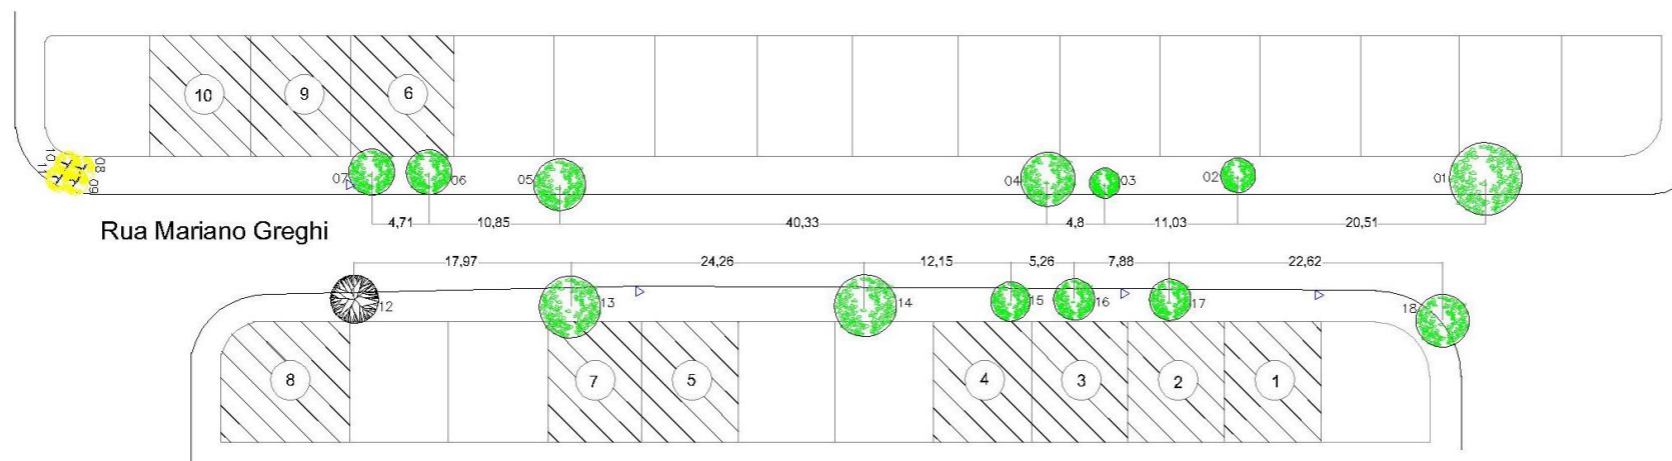 10 9 6
10 11 08 09 07 06 05 04 03 02 01
4,71 10,85 40,33 4,8 11,03 20,51
Rua Mariano Greghi
17,97 24,26 12,15 5,26 7,88 22,62
12 13 14 15 16 17 18
8 7 5 4 3 2 1